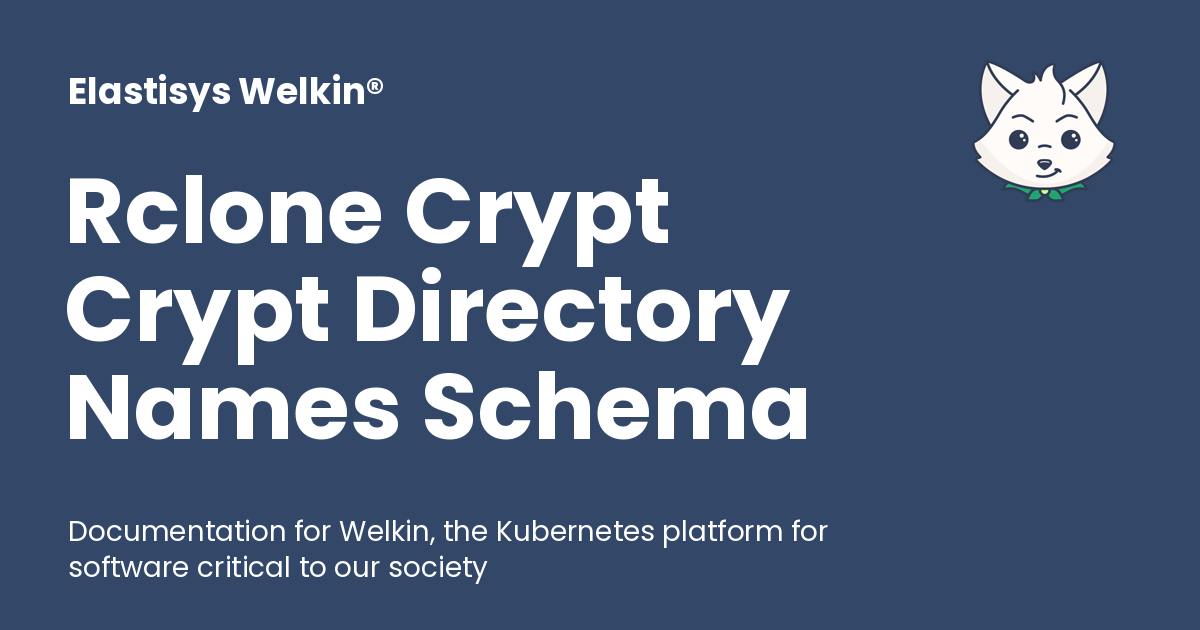 Elastisys Welkin®
Rclone Crypt
Crypt Directory
Names Schema
Documentation for Welkin, the Kubernetes platform for
software critical to our society